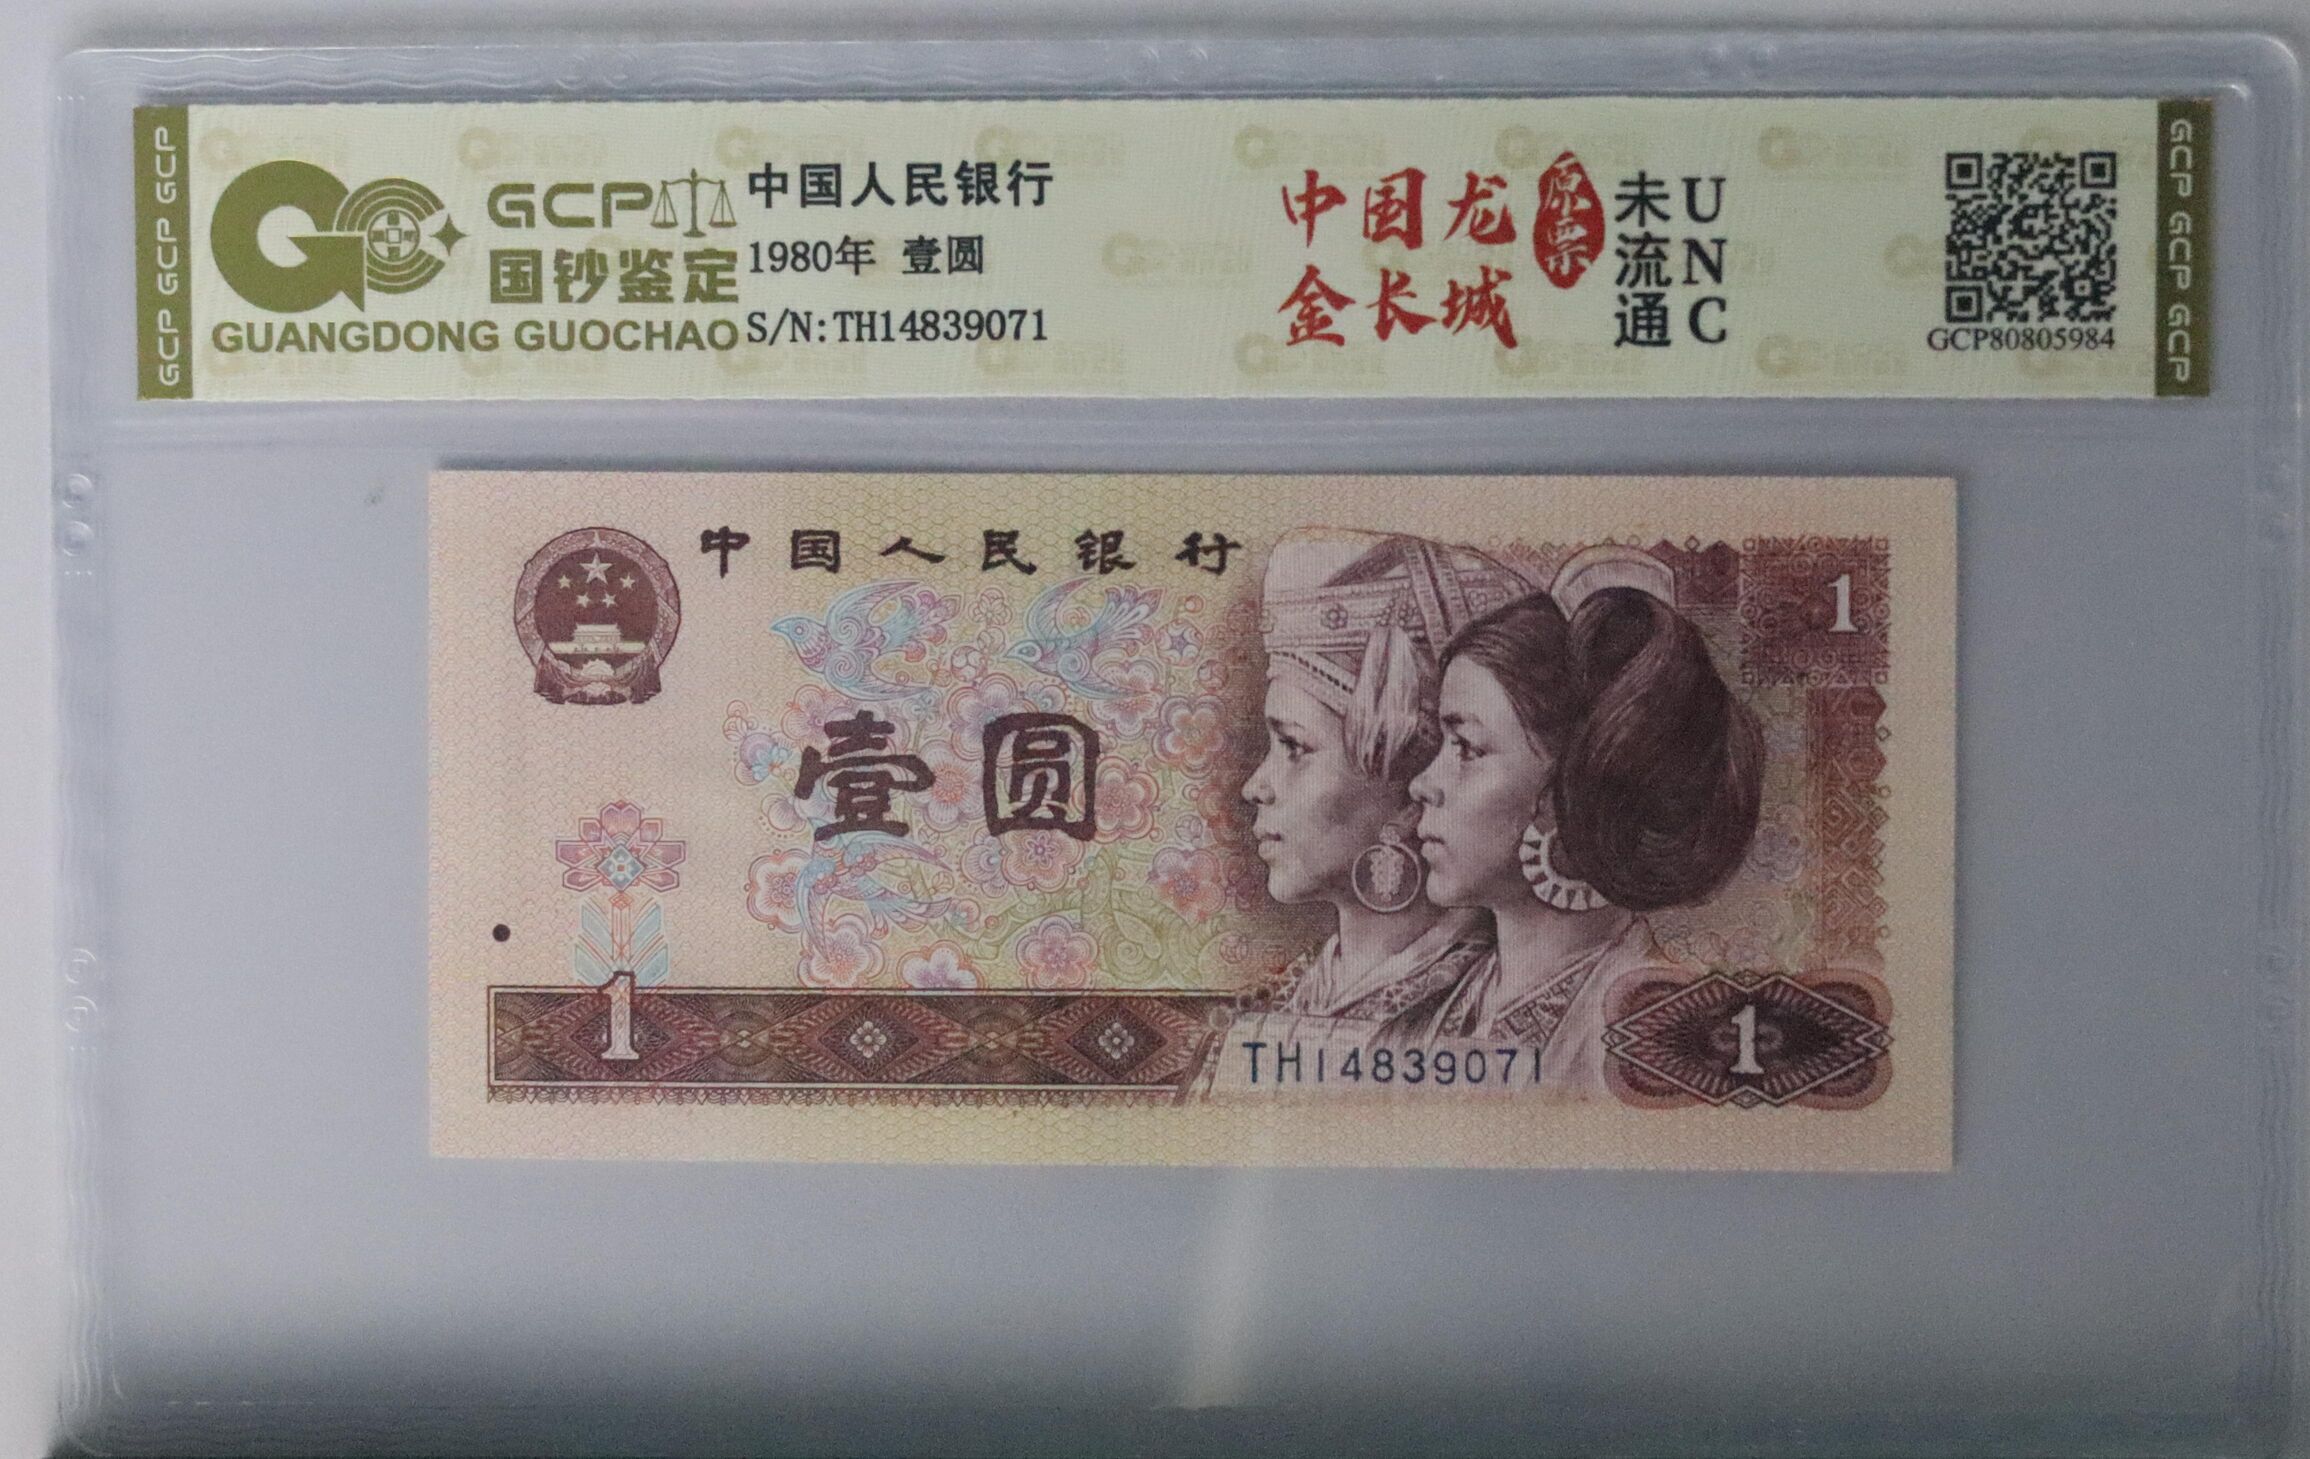 GCP GCP GCP
GCP
国钞鉴定
GUANGDONG GUOCHAO
中国人民银行
1980年 壹圆
S/N:TH14839071
中国龙
金长城
原票
未流通
UNC
GCP80805984
GCP GCP GCP
中国人民银行
1
壹圆
1
TH14839071
1